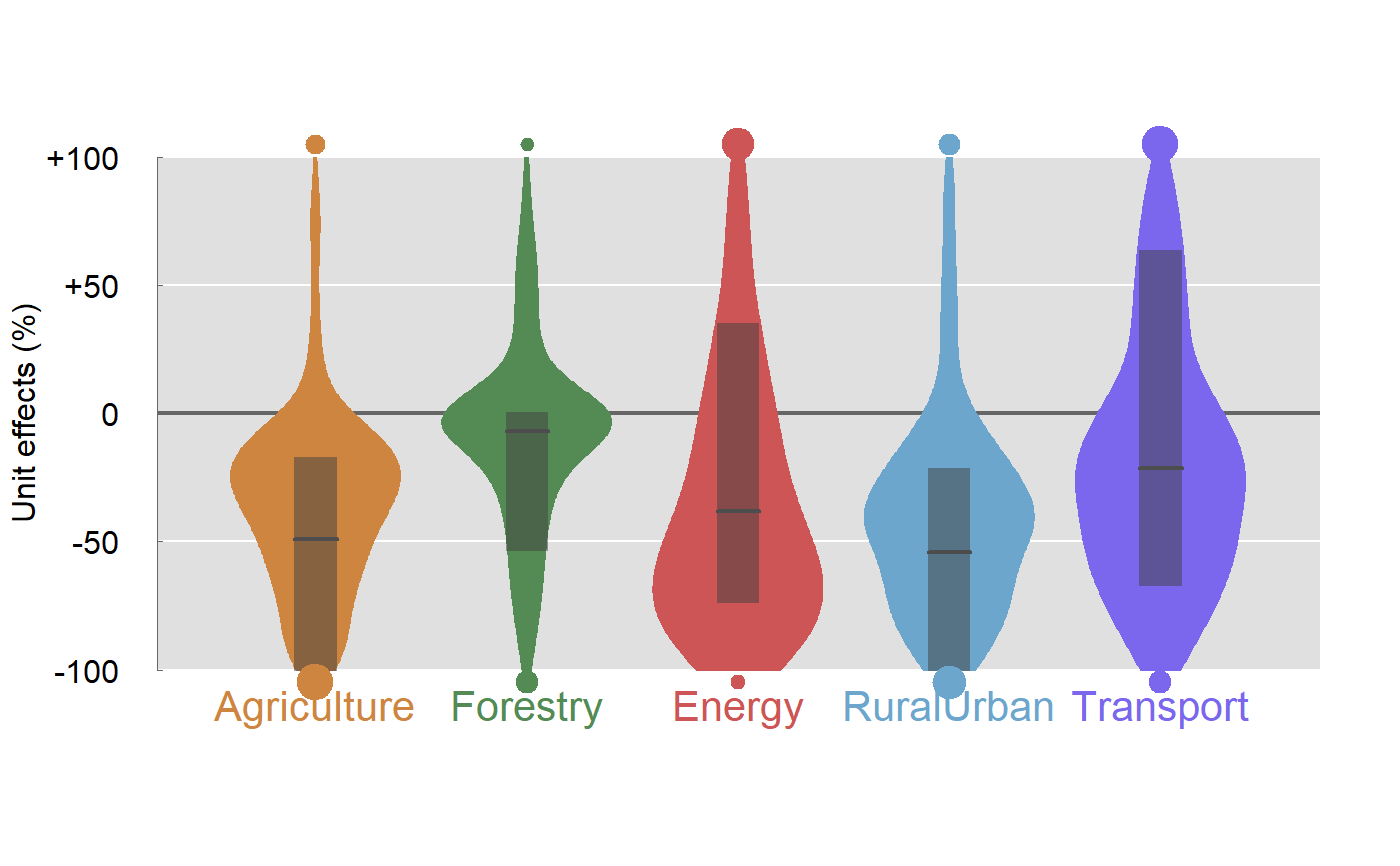 Unit effects (%)
+100
+50
0
-50
-100
Agriculture
Forestry
Energy
RuralUrban
Transport